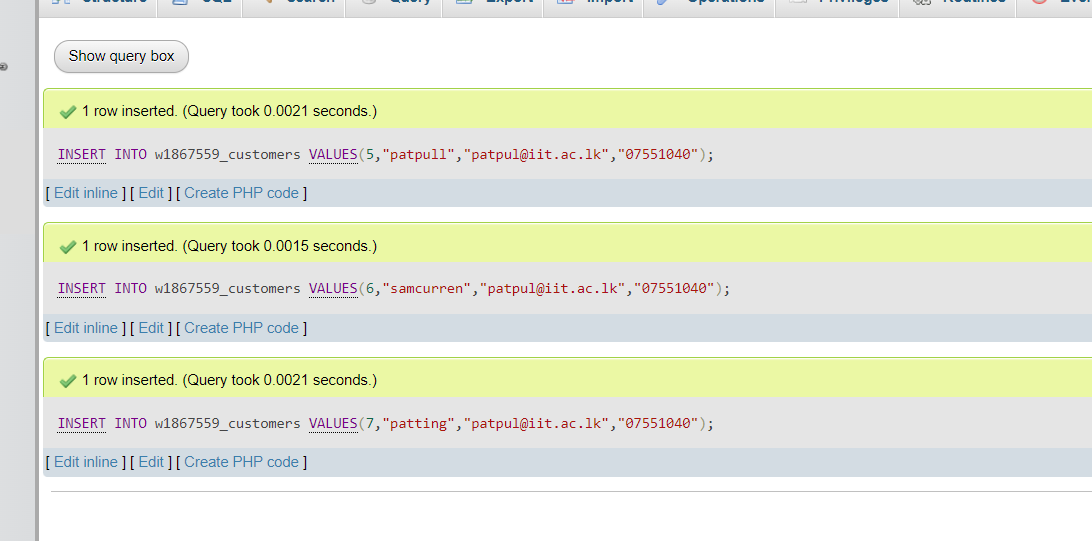 Structure SQL Search Query Export Import Operations Privileges Routines
Show query box
1 row inserted. (Query took 0.0021 seconds.)
INSERT INTO w1867559_customers VALUES(5,"patpull","patpul@iit.ac.lk","07551040");
[ Edit inline ] [ Edit ] [ Create PHP code ]
1 row inserted. (Query took 0.0015 seconds.)
INSERT INTO w1867559_customers VALUES(6,"samcurren","patpul@iit.ac.lk","07551040");
[ Edit inline ] [ Edit ] [ Create PHP code ]
1 row inserted. (Query took 0.0021 seconds.)
INSERT INTO w1867559_customers VALUES(7,"patting","patpul@iit.ac.lk","07551040");
[ Edit inline ] [ Edit ] [ Create PHP code ]